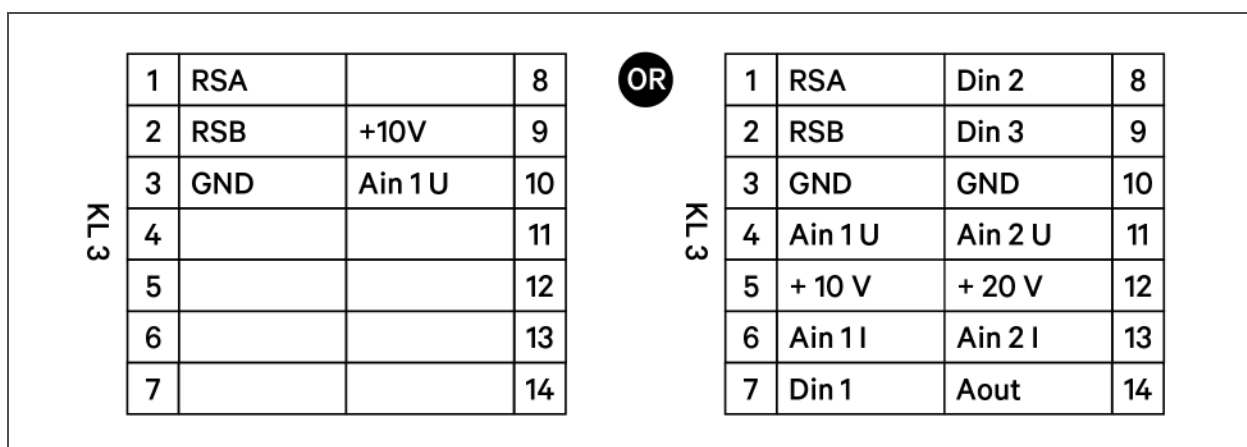 1 RSA 8
2 RSB +10V 9
3 GND Ain 1 U 10
4 11
5 12
6 13
7 14
KL 3
OR
1 RSA Din 2 8
2 RSB Din 3 9
3 GND GND 10
4 Ain 1 U Ain 2 U 11
5 + 10 V + 20 V 12
6 Ain 1 I Ain 2 I 13
7 Din 1 Aout 14
KL 3